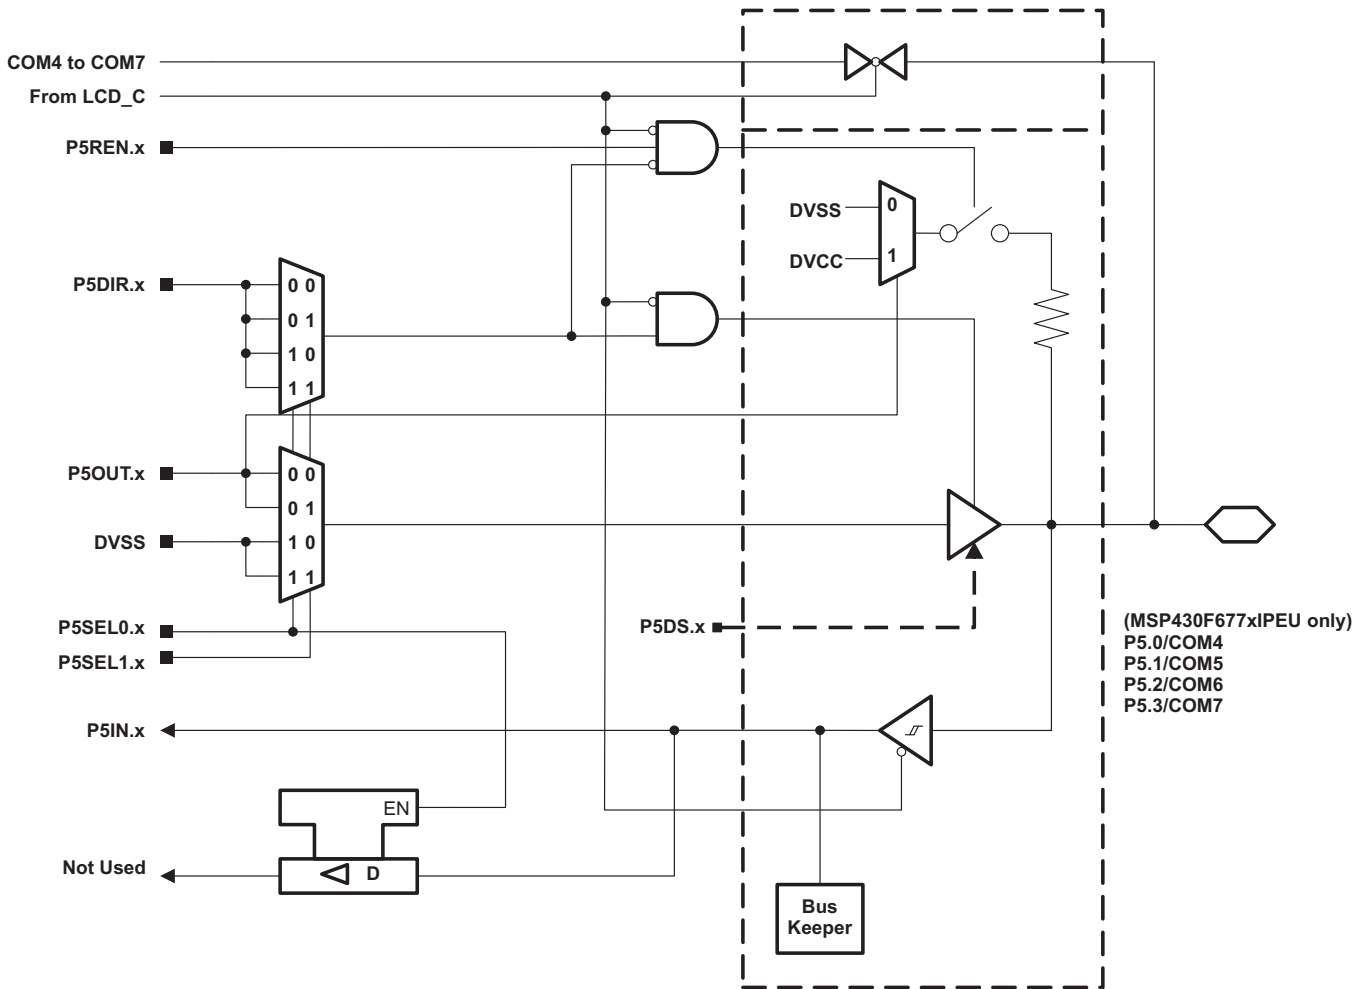 COM4 to COM7
From LCD_C
P5REN.x
DVSS
0
DVCC
1
P5DIR.x
0 0
0 1
1 0
1 1
P5OUT.x
0 0
0 1
DVSS
1 0
1 1
P5SEL0.x
P5SEL1.x
P5DS.x
(MSP430F677xIPEU only)
P5.0/COM4
P5.1/COM5
P5.2/COM6
P5.3/COM7
P5IN.x
EN
Not Used
D
Bus
Keeper